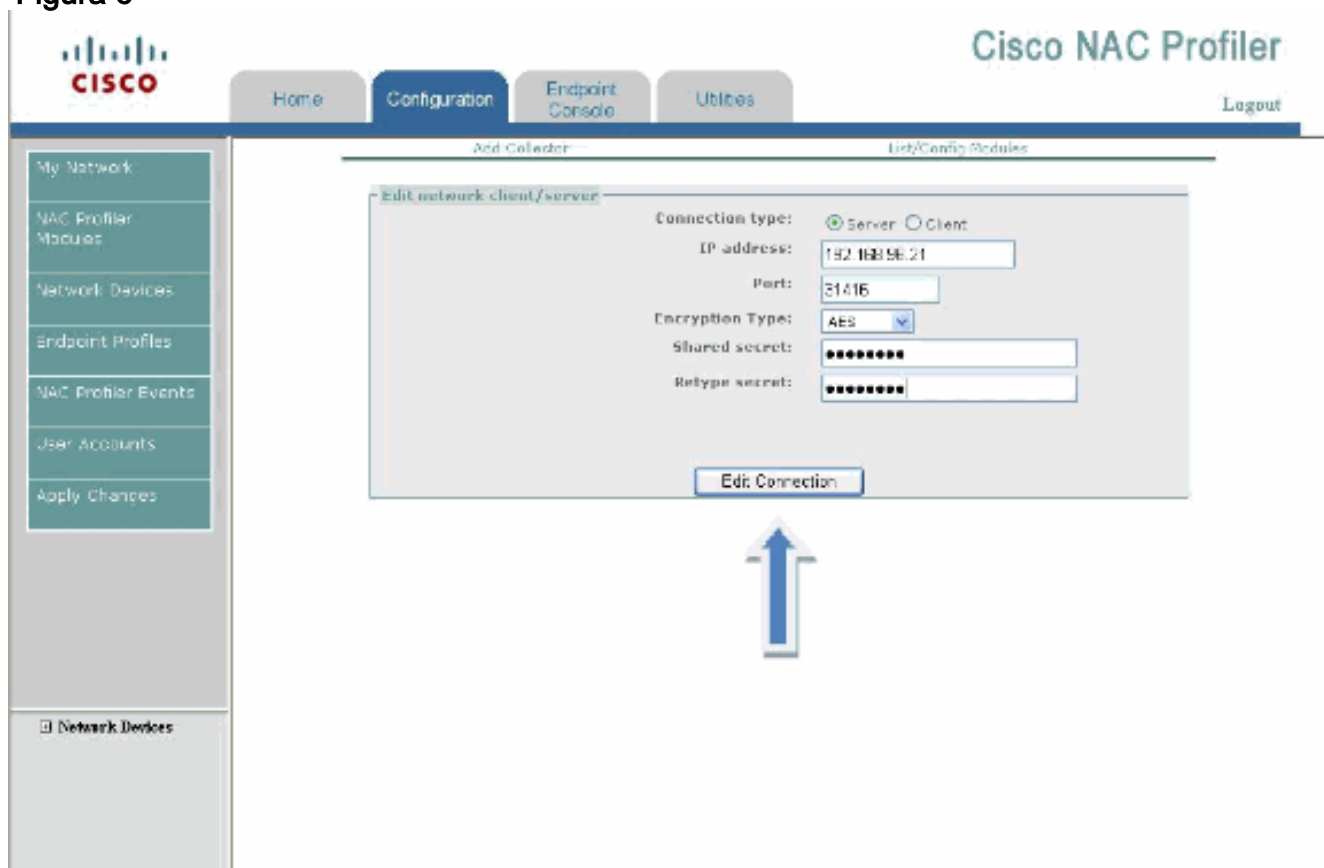 Figura 8
CISCO
Cisco NAC Profiler
Home
Configuration
Endpoint
Console
Utilities
Logout
Add Collector
List/Config Modules
My Network
NAC Profiler
Modules
Network Devices
Endpoint Profiles
NAC Profiler Events
User Accounts
Apply Changes
Edit network client/server
Connection type: Server Client
IP address: 192.168.96.21
Port: 31416
Encryption Type: AES
Shared secret: ●●●●●●●●
Retype secret: ●●●●●●●●
Edit Connection
Network Devices